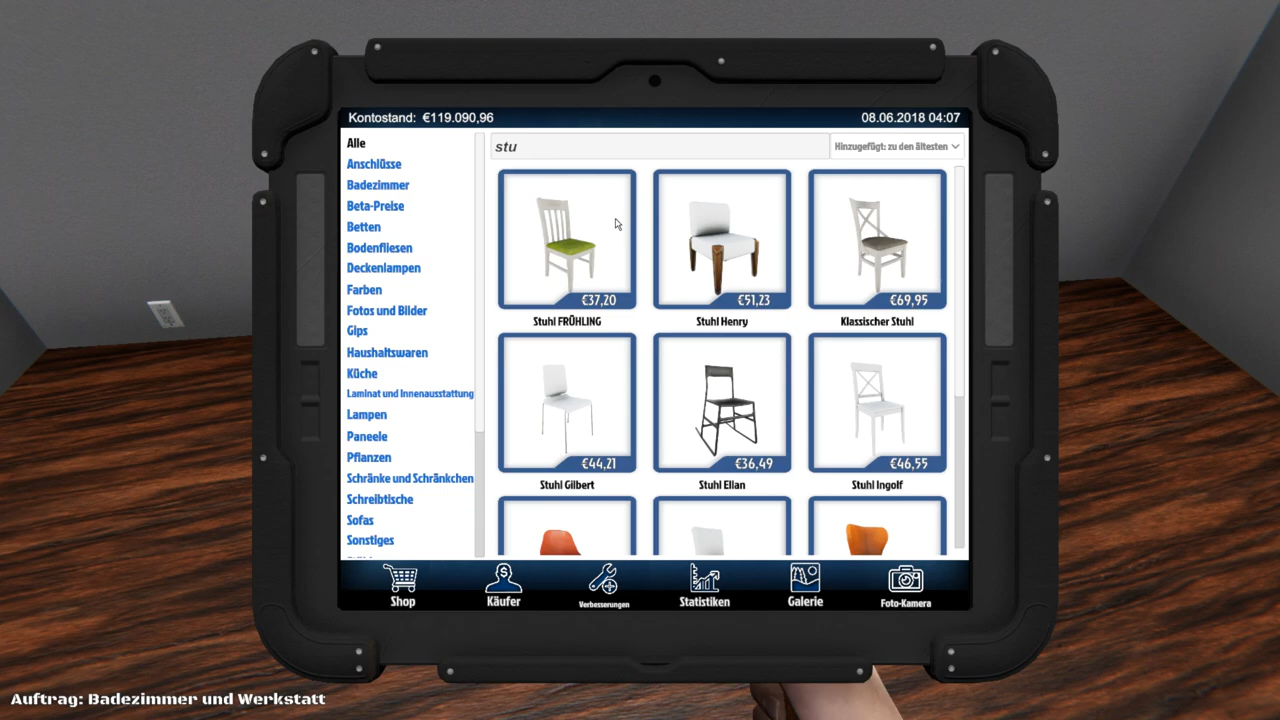 Kontostand: €119.090,96
08.06.2018 04:07
Alle
Anschlüsse
Badezimmer
Beta-Preise
Betten
Bodenfliesen
Deckenlampen
Farben
Fotos und Bilder
Gips
Haushaltswaren
Küche
Laminat und Innenausstattung
Lampen
Paneele
Pflanzen
Schränke und Schränkchen
Schreibtische
Sofas
Sonstiges
stu
Hinzugefügt: zu den ältesten
€37,20
€51,23
€69,95
Stuhl FRÜHLING
Stuhl Henry
Klassischer Stuhl
€44,21
€36,49
€46,55
Stuhl Gilbert
Stuhl Ellan
Stuhl Ingolf
Shop
Käufer
Verbesserungen
Statistiken
Galerie
Foto-Kamera
Auftrag: Badezimmer und Werkstatt